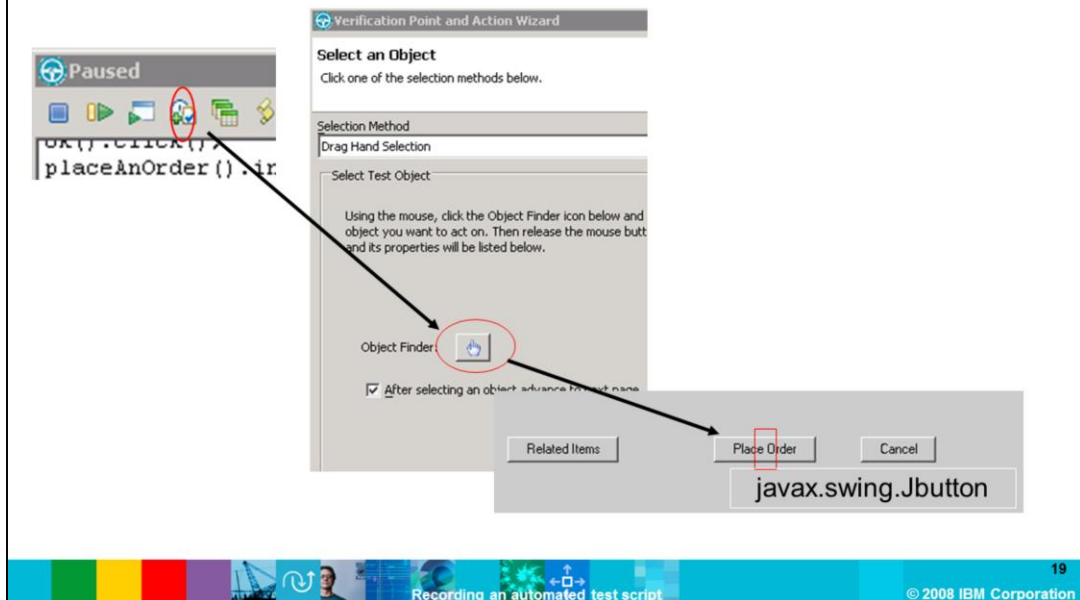 Verification Point and Action Wizard
Select an Object
Click one of the selection methods below.
Paused
ok().click();
placeAnOrder().in
Selection Method
Drag Hand Selection
Select Test Object
Using the mouse, click the Object Finder icon below and
object you want to act on. Then release the mouse butt
and its properties will be listed below.
Object Finder:
After selecting an object advance to next page
Related Items
Place Order
Cancel
javax.swing.Jbutton
19
Recording an automated test script
© 2008 IBM Corporation